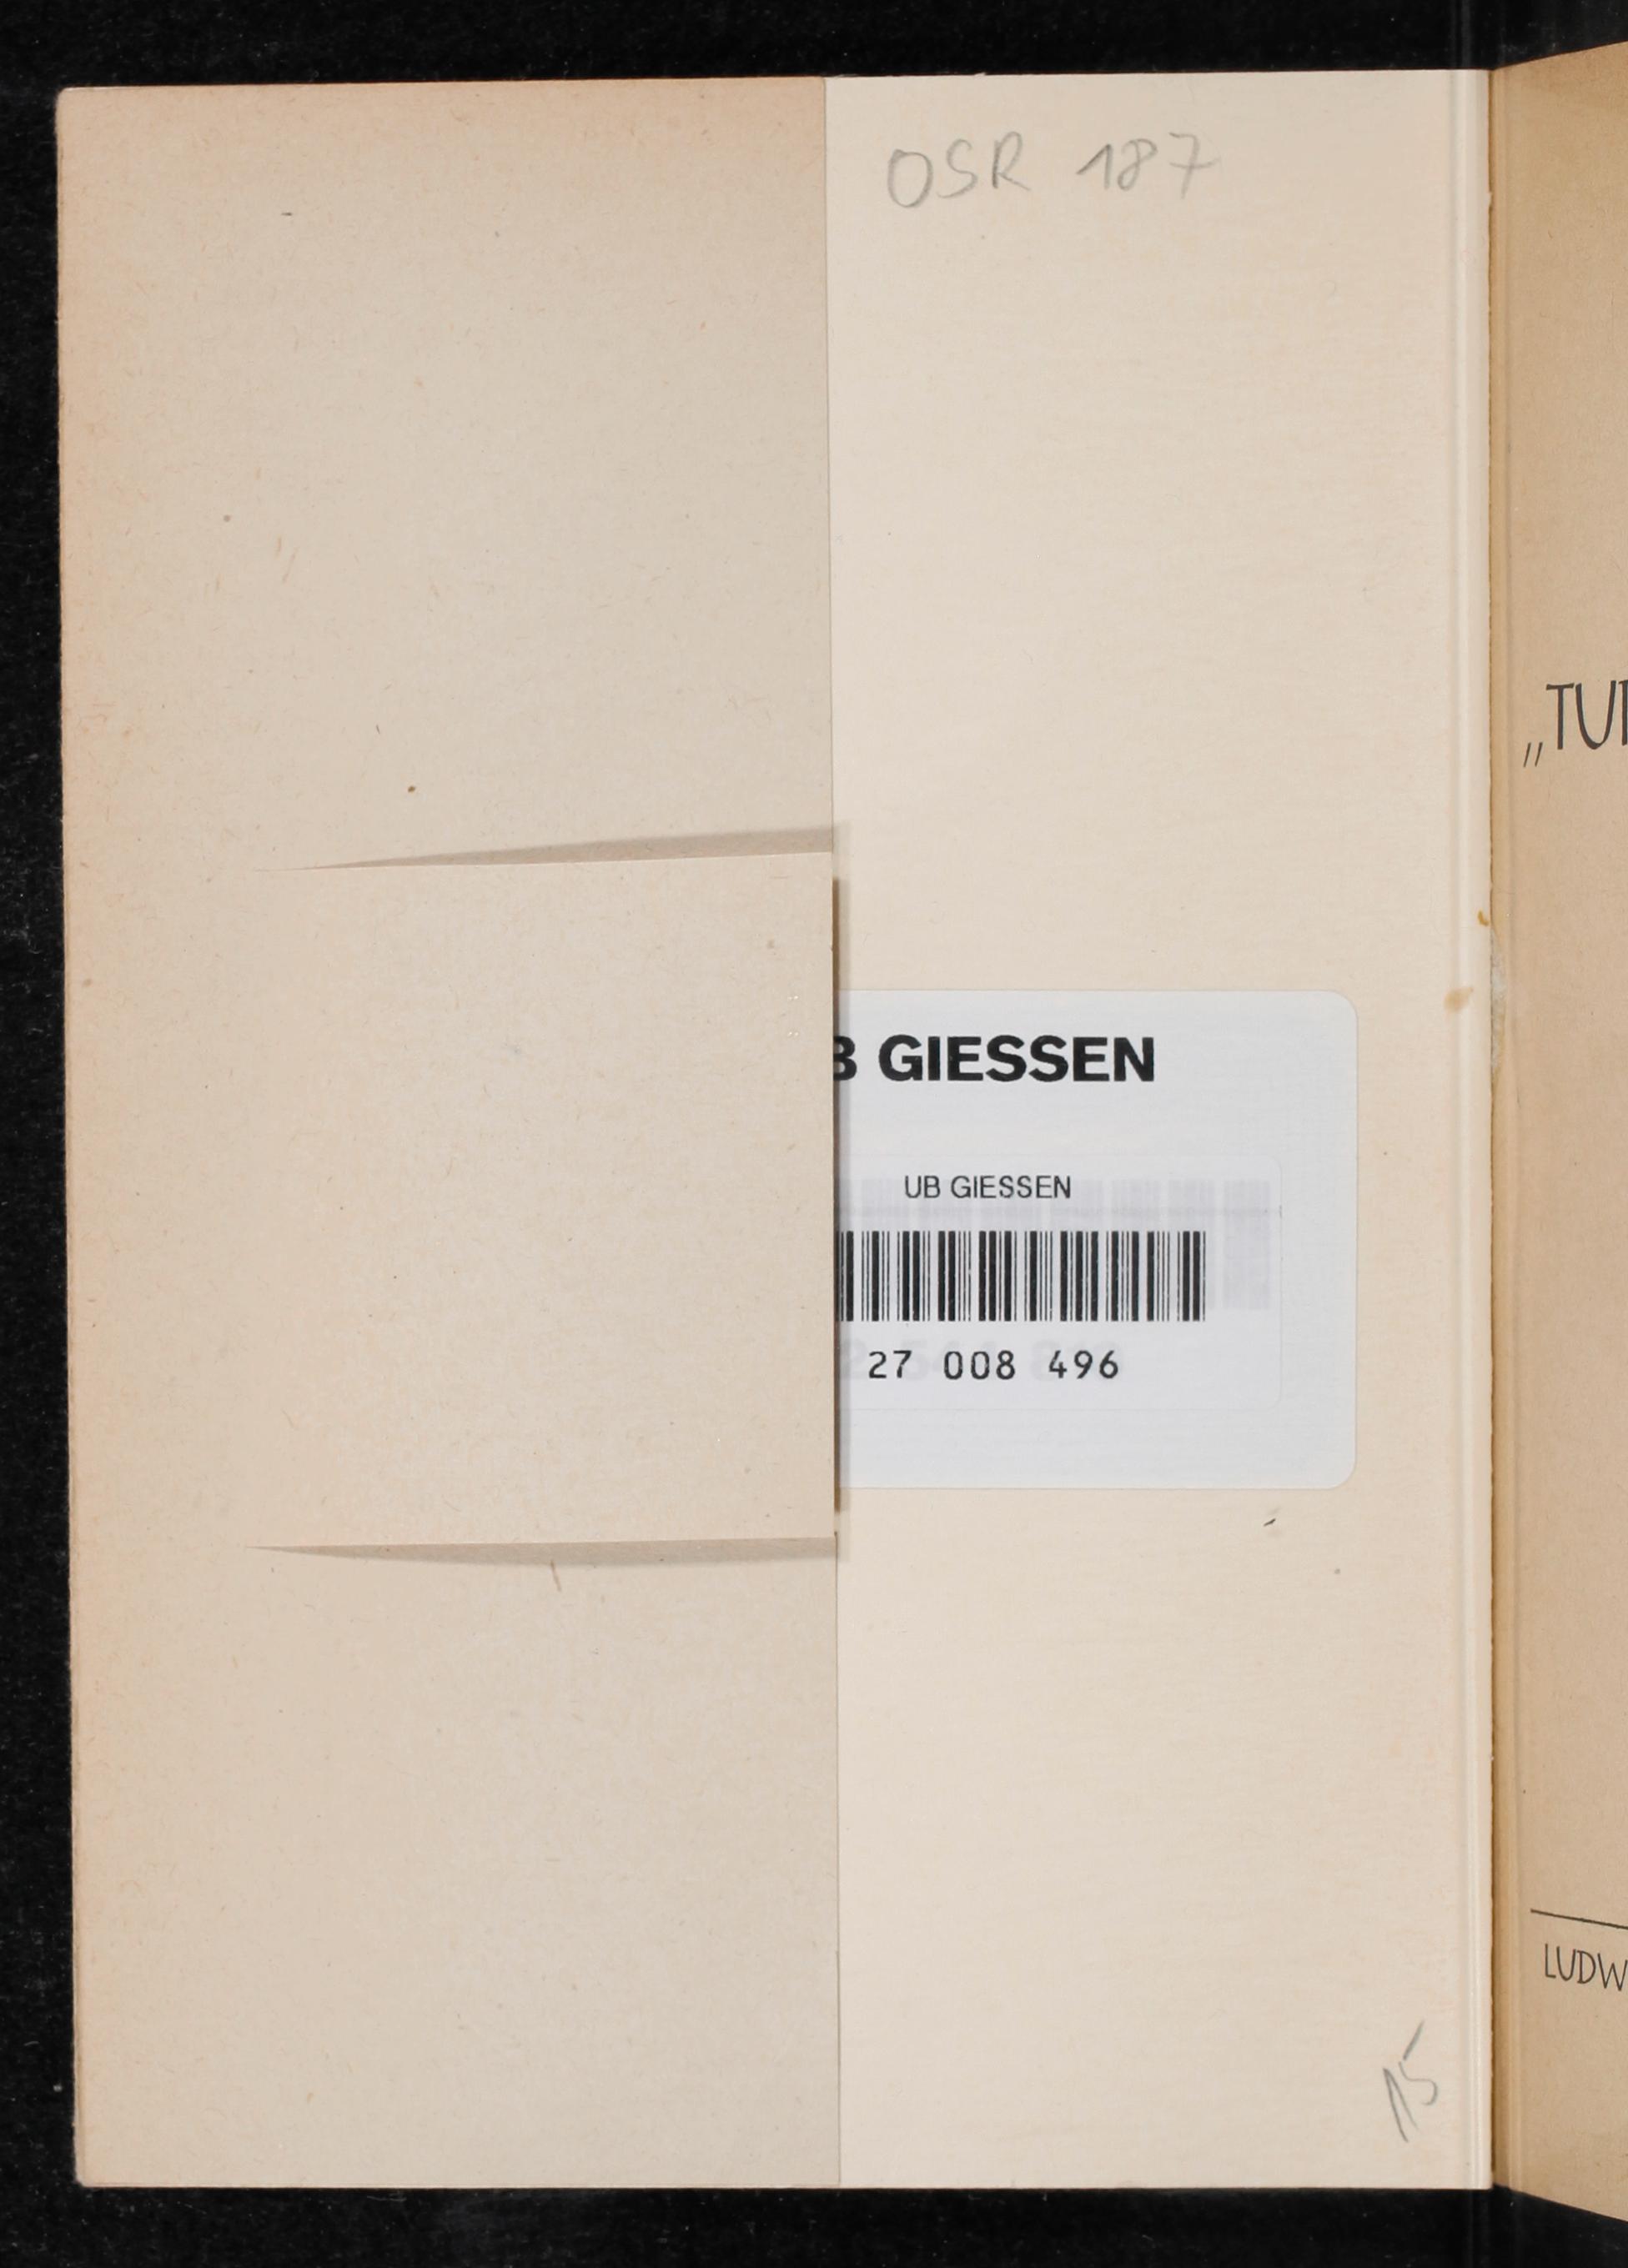 OSR 187
B GIESSEN
UB GIESSEN
27 008 496
15
„TU
LUDW